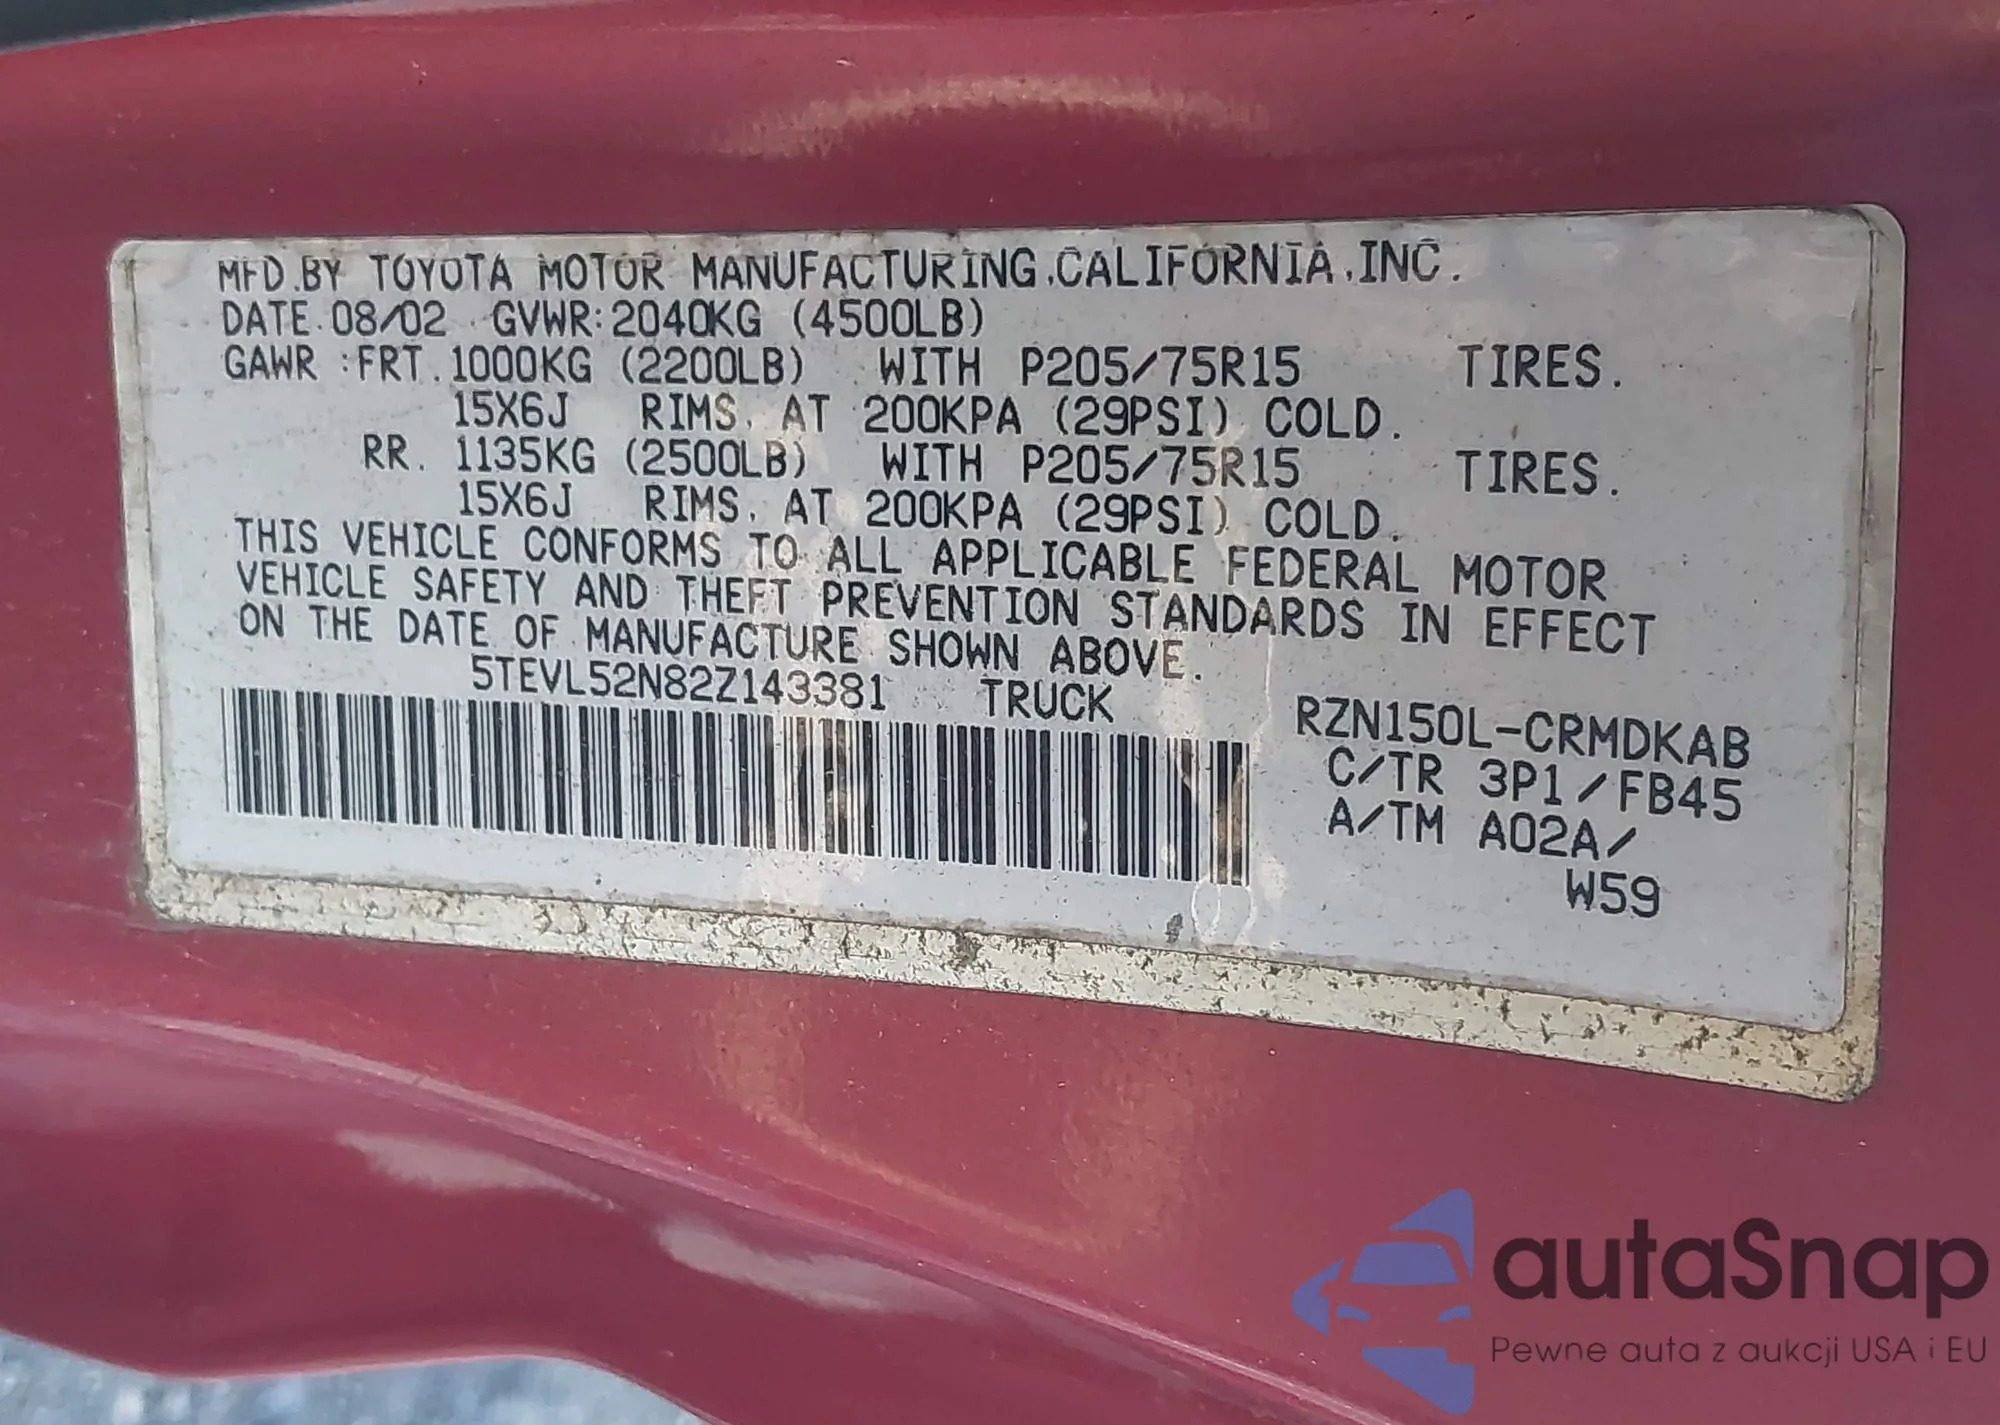 MFD.BY TOYOTA MOTOR MANUFACTURING,CALIFORNIA,INC.
DATE.08/02 GVWR:2040KG (4500LB)
GAWR :FRT.1000KG (2200LB) WITH P205/75R15 TIRES.
15X6J RIMS, AT 200KPA (29PSI) COLD.
RR. 1135KG (2500LB) WITH P205/75R15 TIRES.
15X6J RIMS, AT 200KPA (29PSI) COLD.
THIS VEHICLE CONFORMS TO ALL APPLICABLE FEDERAL MOTOR
VEHICLE SAFETY AND THEFT PREVENTION STANDARDS IN EFFECT
ON THE DATE OF MANUFACTURE SHOWN ABOVE.
5TEVL52N82Z143381 TRUCK
RZN150L-CRMDKAB
C/TR 3P1/FB45
A/TM A02A/
W59
autaSnap
Pewne auta z aukcji USA i EU